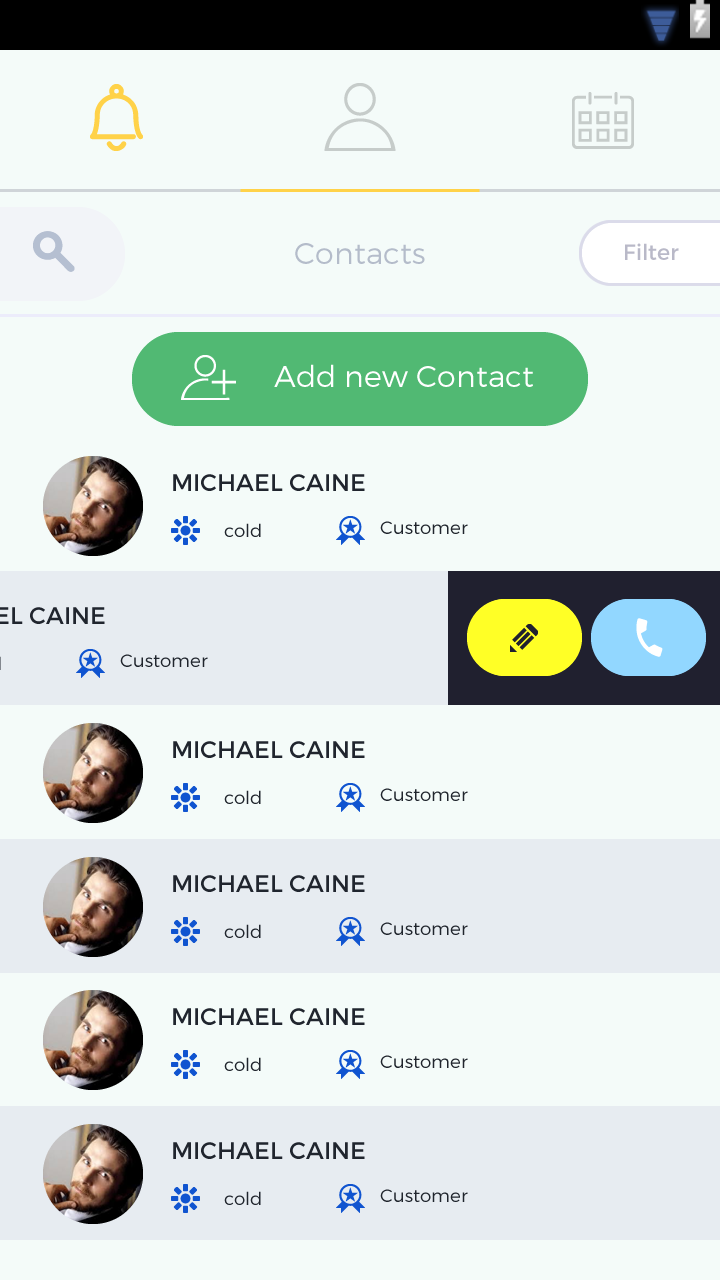 Contacts
Filter
Add new Contact
MICHAEL CAINE
cold
Customer
EL CAINE
Customer
MICHAEL CAINE
cold
Customer
MICHAEL CAINE
cold
Customer
MICHAEL CAINE
cold
Customer
MICHAEL CAINE
cold
Customer